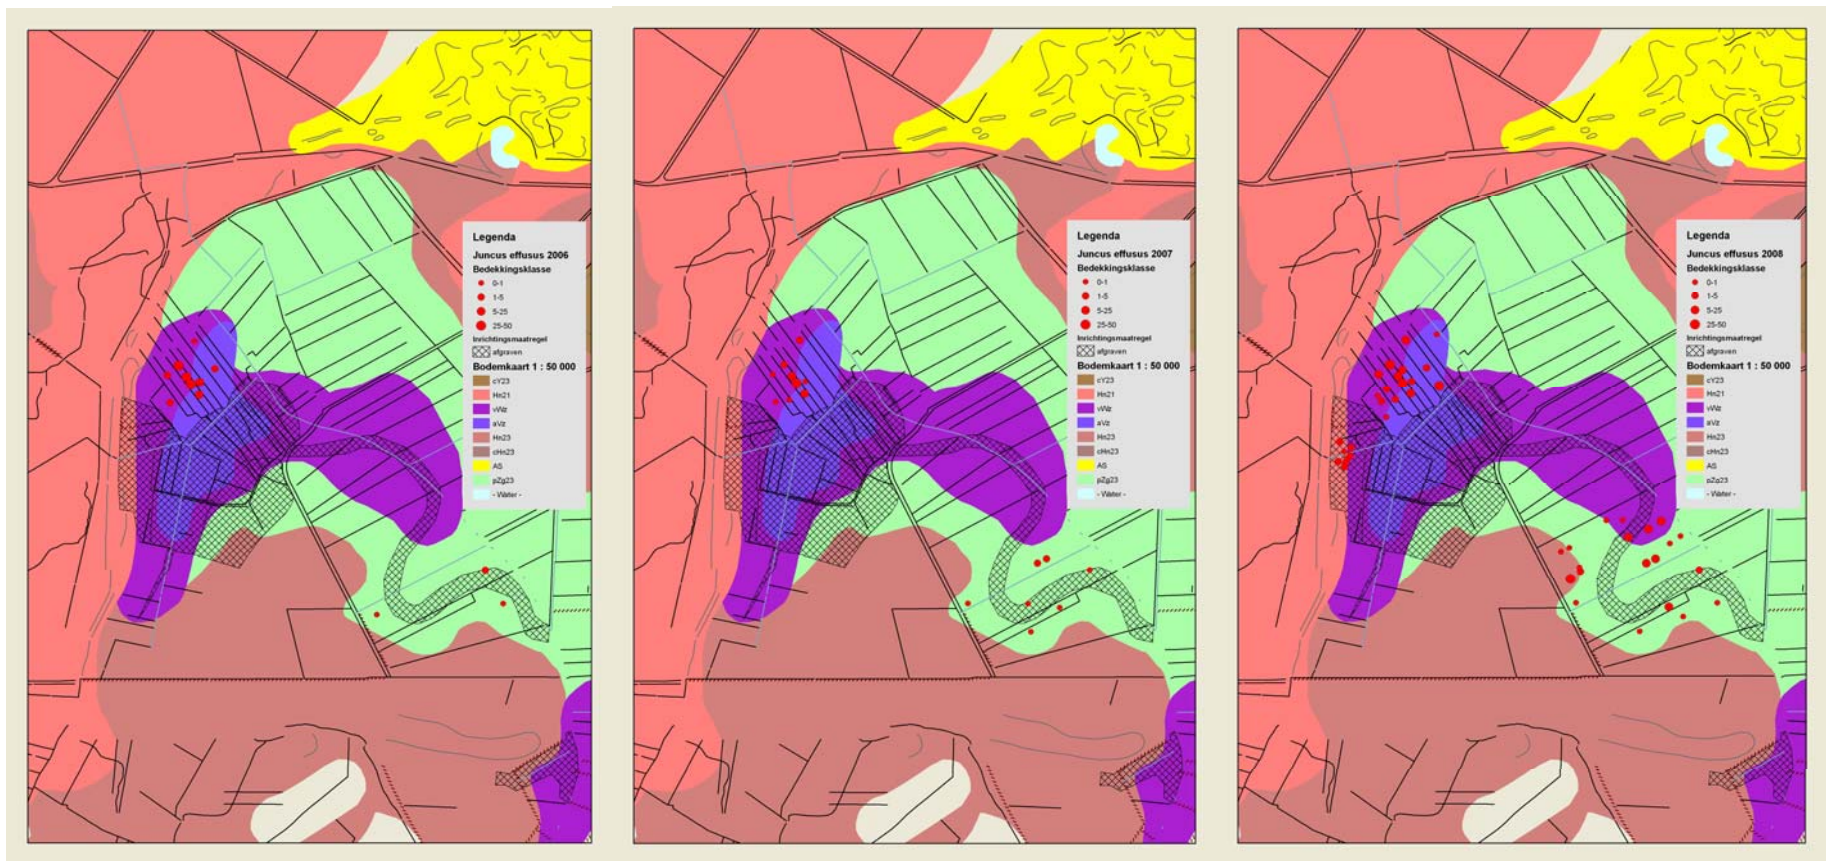 Legenda
Juncus effusus 2006
Bedekkingsklasse
0-1
1-5
5-25
25-50
Inrichtingsmaatregel
afgraven
Bodemkaart 1 : 50 000
cY23
Hn21
vWz
aVz
Hn23
cHn23
AS
pZg23
- Water -
Legenda
Juncus effusus 2007
Bedekkingsklasse
0-1
1-5
5-25
25-50
Inrichtingsmaatregel
afgraven
Bodemkaart 1 : 50 000
cY23
Hn21
vWz
aVz
Hn23
cHn23
AS
pZg23
- Water -
Legenda
Juncus effusus 2008
Bedekkingsklasse
0-1
1-5
5-25
25-50
Inrichtingsmaatregel
afgraven
Bodemkaart 1 : 50 000
cY23
Hn21
vWz
aVz
Hn23
cHn23
AS
pZg23
- Water -